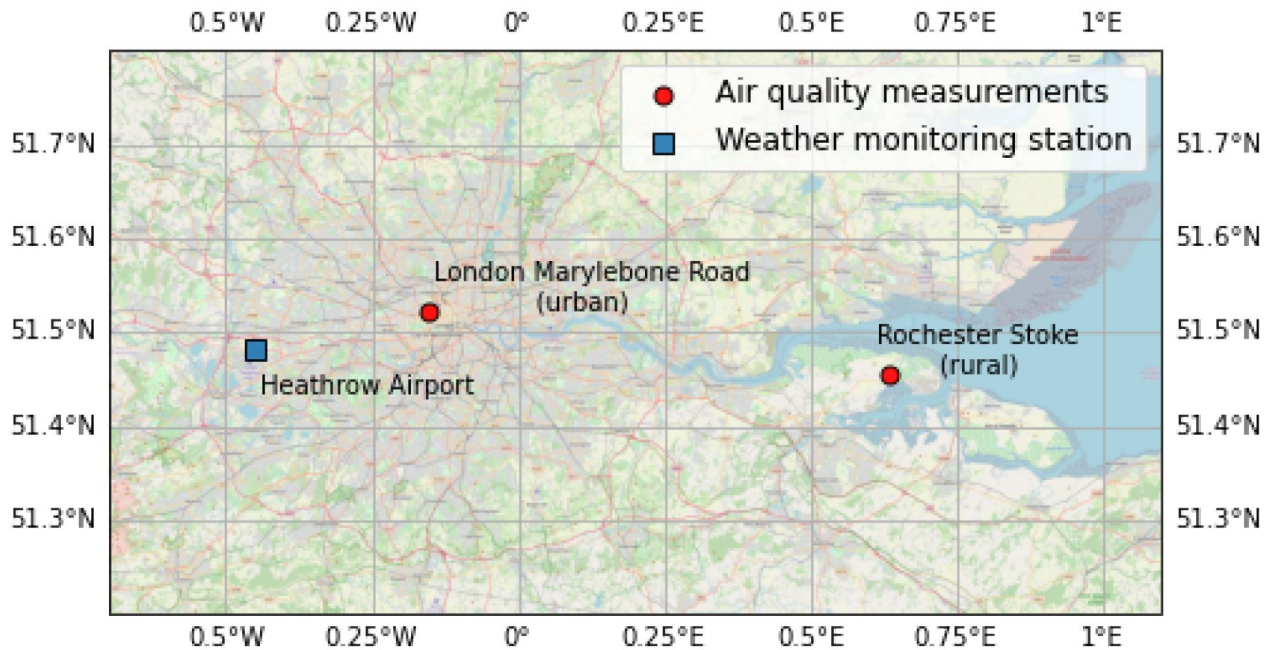 0.5°W 0.25°W 0° 0.25°E 0.5°E 0.75°E 1°E
Air quality measurements
Weather monitoring station
51.7°N 51.7°N
51.6°N 51.6°N
London Marylebone Road
(urban)
51.5°N 51.5°N
Rochester Stoke
(rural)
Heathrow Airport
51.4°N 51.4°N
51.3°N 51.3°N
0.5°W 0.25°W 0° 0.25°E 0.5°E 0.75°E 1°E